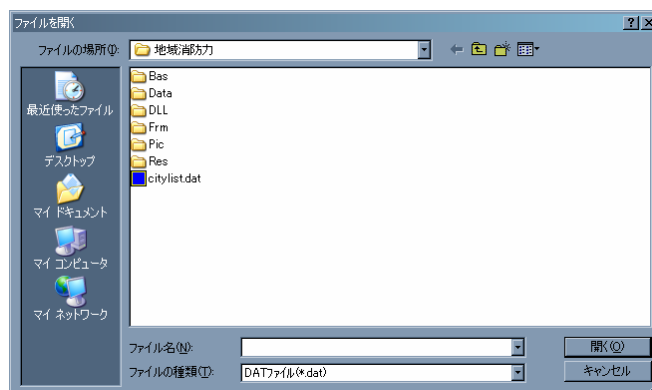 ファイルを開く
ファイルの場所(I):
地域消防力
最近使ったファイル
デスクトップ
マイ ドキュメント
マイ コンピュータ
マイ ネットワーク
Bas
Data
DLL
Frm
Pic
Res
citylist.dat
ファイル名(N):
開く(O)
ファイルの種類(T):
DATファイル(*.dat)
キャンセル